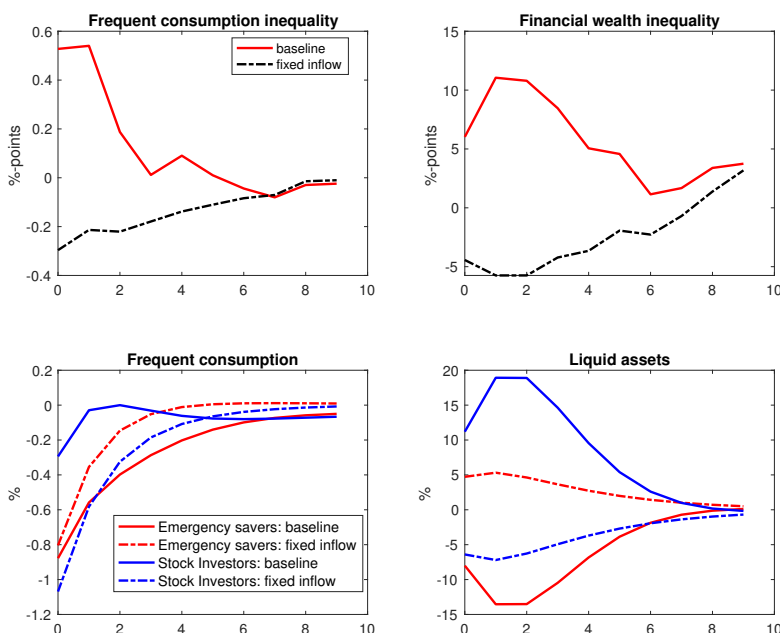 Frequent consumption inequality
0.6
0.4
0.2
0
-0.2
-0.4
%-points
0 2 4 6 8 10
baseline
fixed inflow
Financial wealth inequality
15
10
5
0
-5
%-points
0 2 4 6 8 10
Frequent consumption
0.2
0
-0.2
-0.4
-0.6
-0.8
-1
-1.2
%
0 2 4 6 8 10
Emergency savers: baseline
Emergency savers: fixed inflow
Stock Investors: baseline
Stock Investors: fixed inflow
Liquid assets
20
15
10
5
0
-5
-10
-15
%
0 2 4 6 8 10